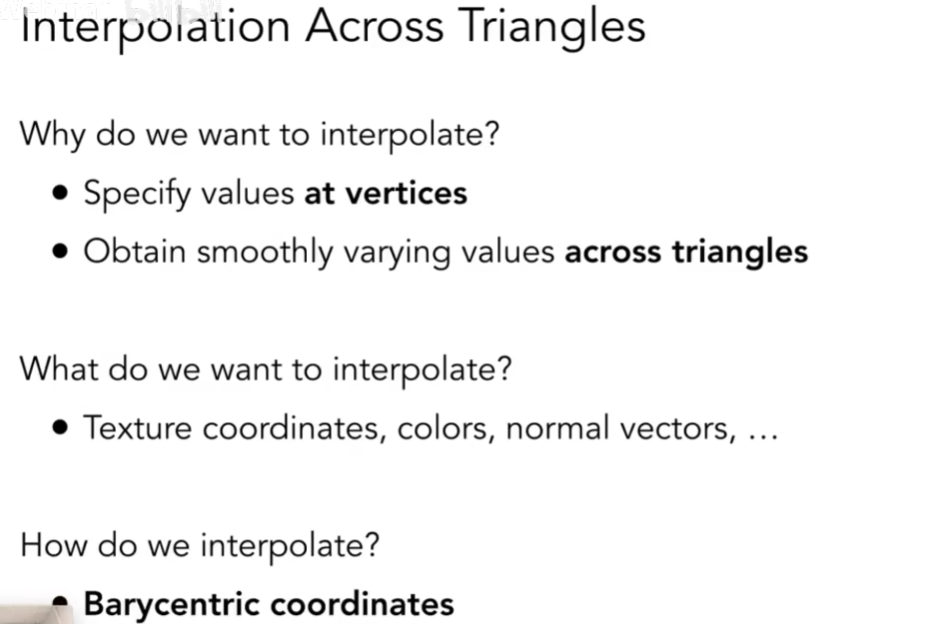 Interpolation Across Triangles
Why do we want to interpolate?
• Specify values at vertices
• Obtain smoothly varying values across triangles
What do we want to interpolate?
• Texture coordinates, colors, normal vectors, ...
How do we interpolate?
• Barycentric coordinates